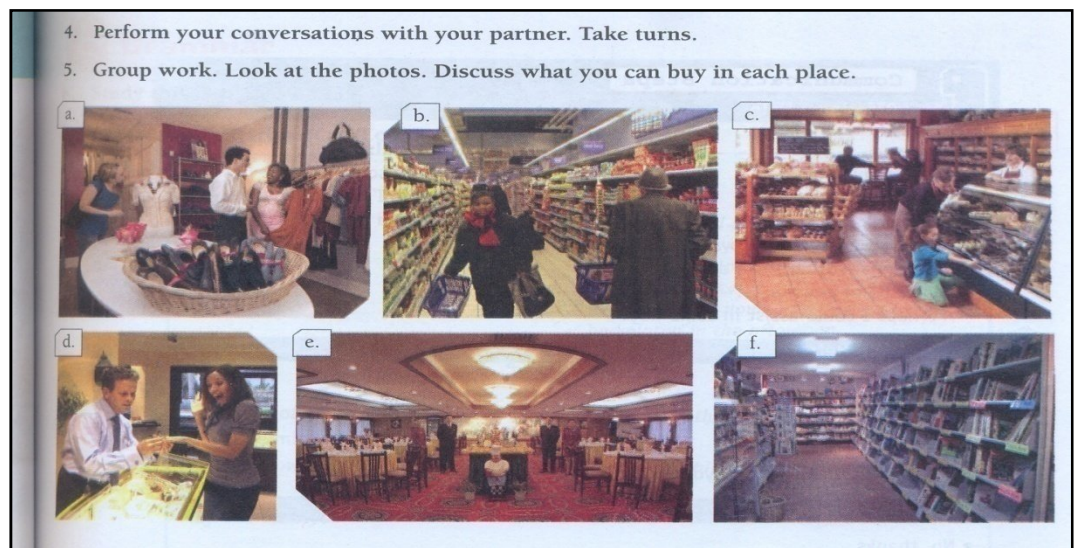 4. Perform your conversations with your partner. Take turns.
5. Group work. Look at the photos. Discuss what you can buy in each place.
a.
b.
c.
d.
e.
f.